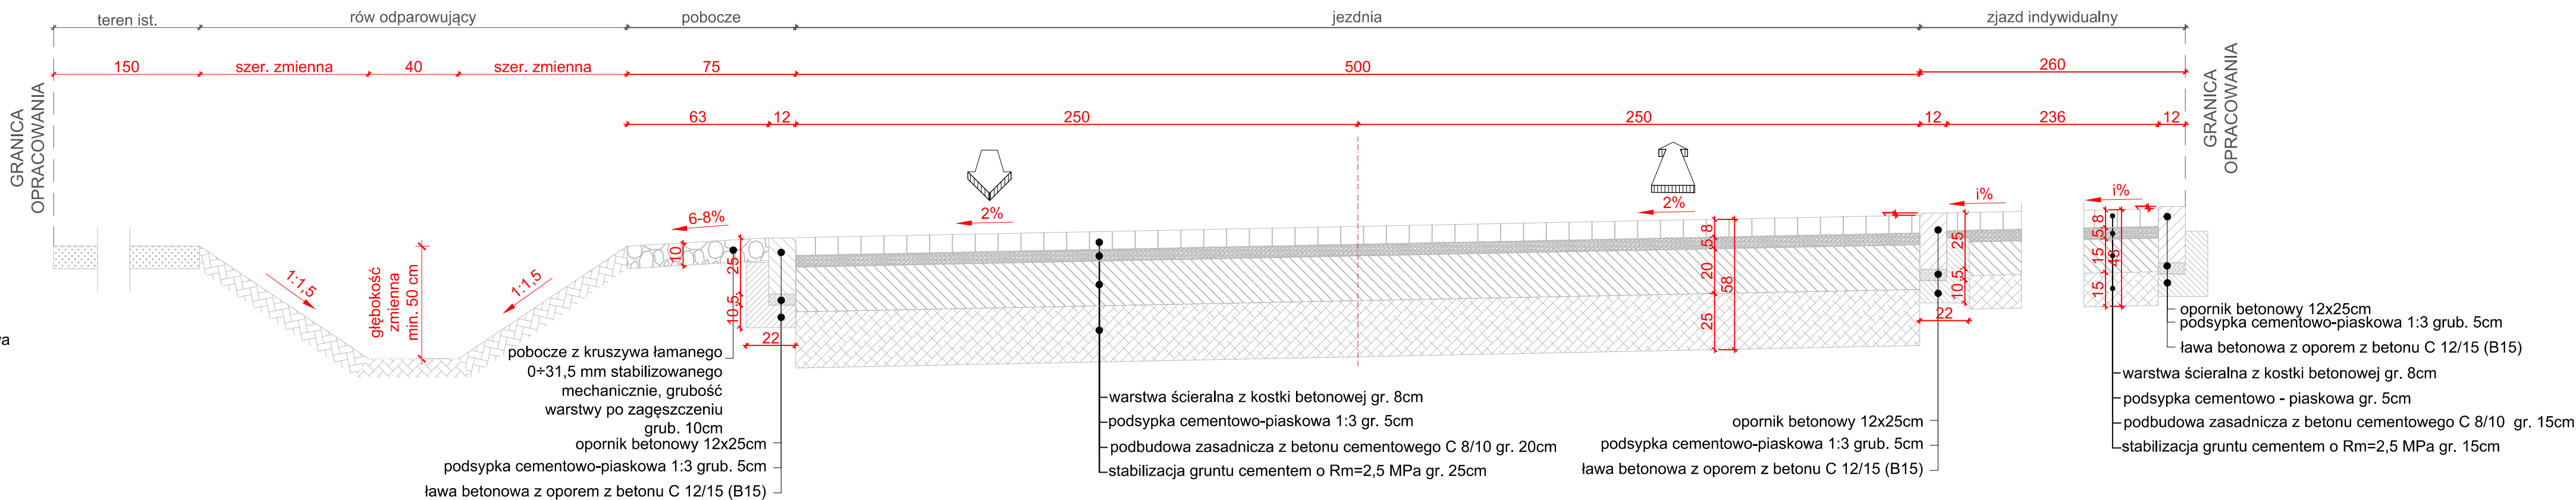 teren ist.
rów odparowujący
pobocze
jezdnia
zjazd indywidualny
150
szer. zmienna
40
szer. zmienna
75
500
260
63
12
250
250
12
236
12
GRANICA
OPRACOWANIA
GRANICA
OPRACOWANIA
1:1,5
głębokość
zmienna
min. 50 cm
1:1,5
6-8%
10
25
5
10
22
2%
2%
8
5
20
25
58
i%
25
5
10
22
i%
8
5
15
15
pobocze z kruszywa łamanego
0÷31,5 mm stabilizowanego
mechanicznie, grubość
warstwy po zagęszczeniu
grub. 10cm
opornik betonowy 12x25cm
podsypka cementowo-piaskowa 1:3 grub. 5cm
ława betonowa z oporem z betonu C 12/15 (B15)
warstwa ścieralna z kostki betonowej gr. 8cm
podsypka cementowo-piaskowa 1:3 gr. 5cm
podbudowa zasadnicza z betonu cementowego C 8/10 gr. 20cm
stabilizacja gruntu cementem o Rm=2,5 MPa gr. 25cm
opornik betonowy 12x25cm
podsypka cementowo-piaskowa 1:3 grub. 5cm
ława betonowa z oporem z betonu C 12/15 (B15)
opornik betonowy 12x25cm
podsypka cementowo-piaskowa 1:3 grub. 5cm
ława betonowa z oporem z betonu C 12/15 (B15)
warstwa ścieralna z kostki betonowej gr. 8cm
podsypka cementowo - piaskowa gr. 5cm
podbudowa zasadnicza z betonu cementowego C 8/10 gr. 15cm
stabilizacja gruntu cementem o Rm=2,5 MPa gr. 15cm